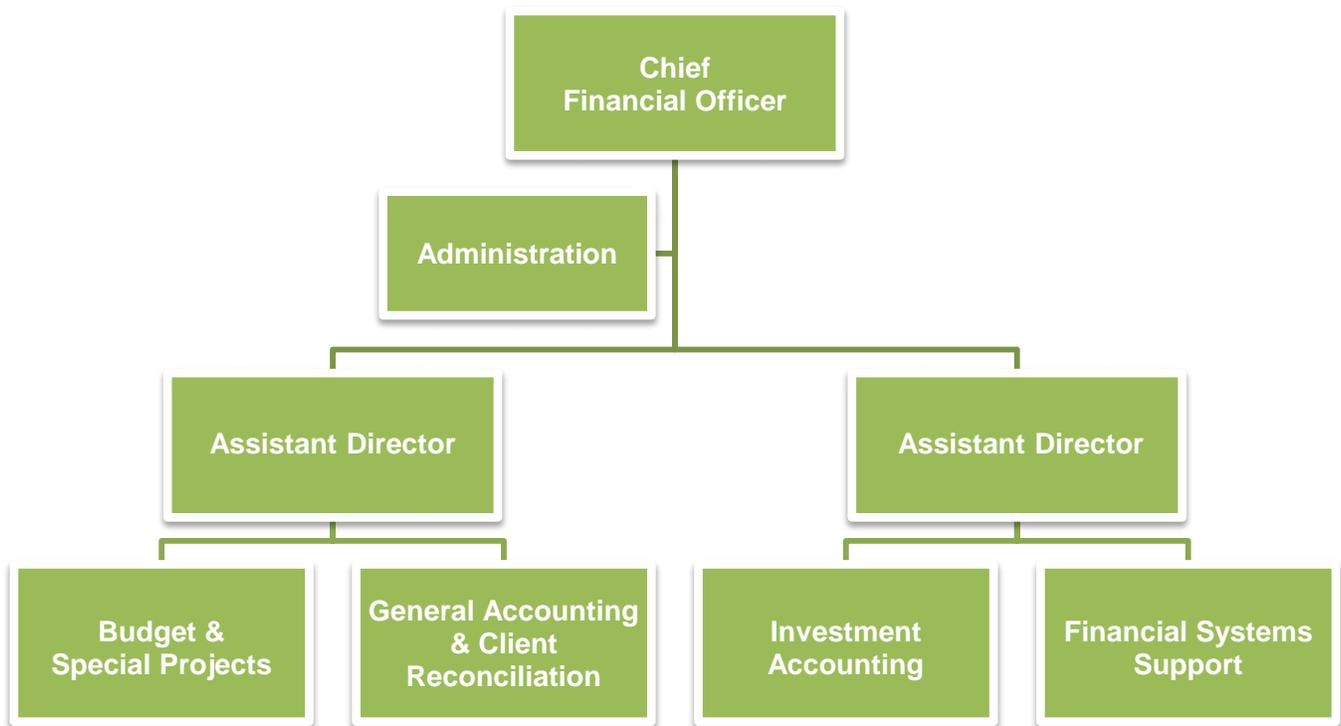 Chief
Financial Officer
Administration
Assistant Director
Assistant Director
Budget &
Special Projects
General Accounting
& Client
Reconciliation
Investment
Accounting
Financial Systems
Support